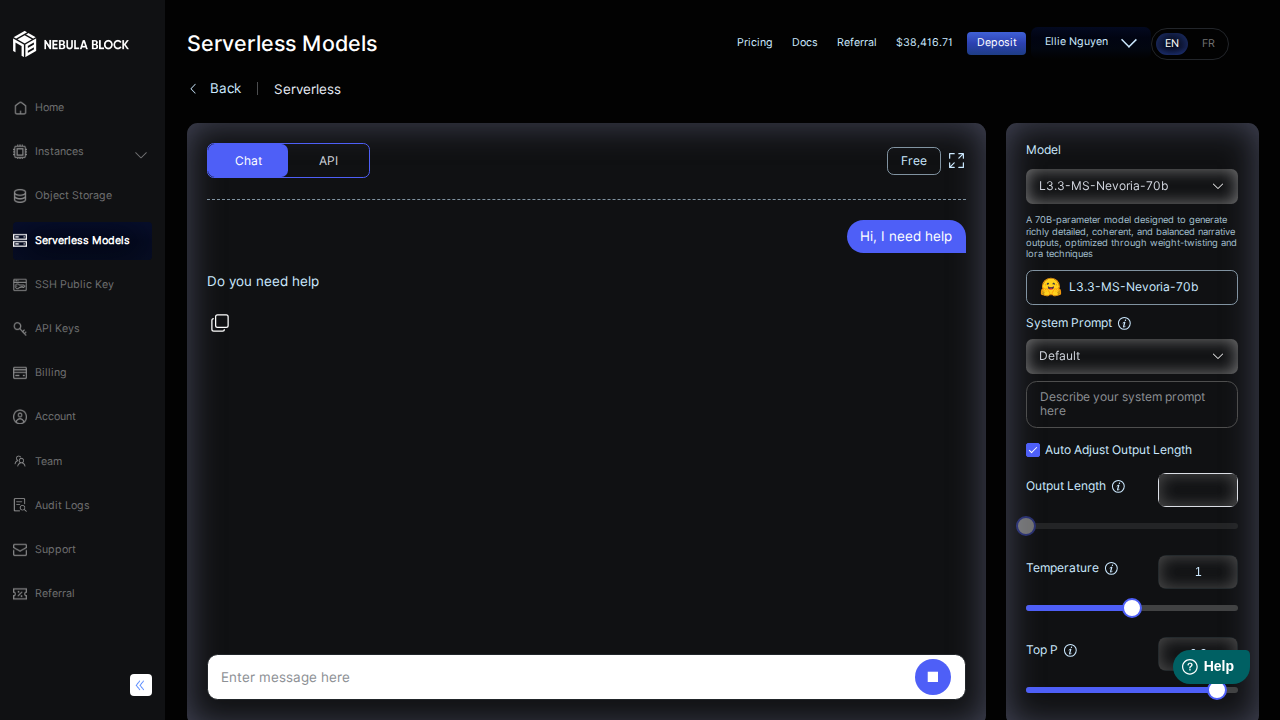 NEBULA BLOCK
Home
Instances
Object Storage
Serverless Models
SSH Public Key
API Keys
Billing
Account
Team
Audit Logs
Support
Referral
Serverless Models
Pricing
Docs
Referral
$38,416.71
Deposit
Ellie Nguyen
EN
FR
Back
Serverless
Chat
API
Free
Hi, I need help
Do you need help
Enter message here
Model
L3.3-MS-Nevoria-70b
A 70B-parameter model designed to generate
richly detailed, coherent, and balanced narrative
outputs, optimized through weight-twisting and
lora techniques
L3.3-MS-Nevoria-70b
System Prompt
Default
Describe your system prompt
here
Auto Adjust Output Length
Output Length
Temperature
1
Top P
Help